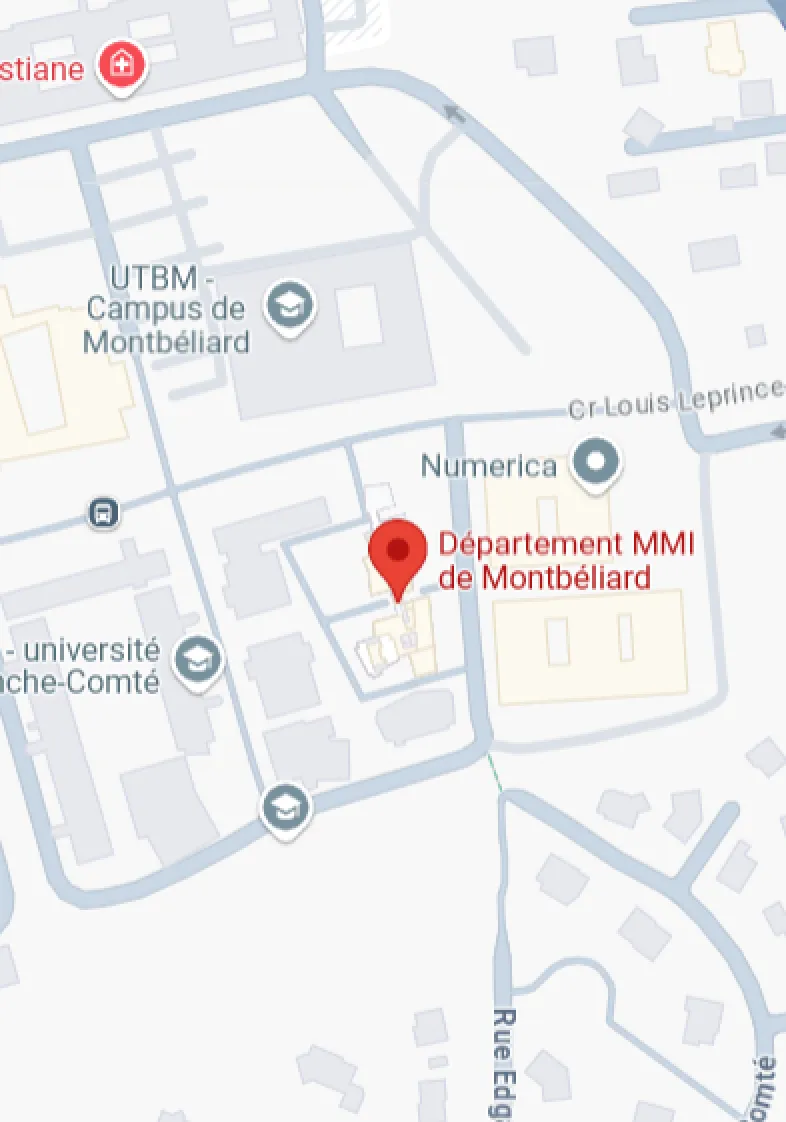 stiane
UTBM -
Campus de
Montbéliard
Cr Louis Leprince-
Numerica
Département MMI
de Montbéliard
- université
nche-Comté
Rue Edg
omté